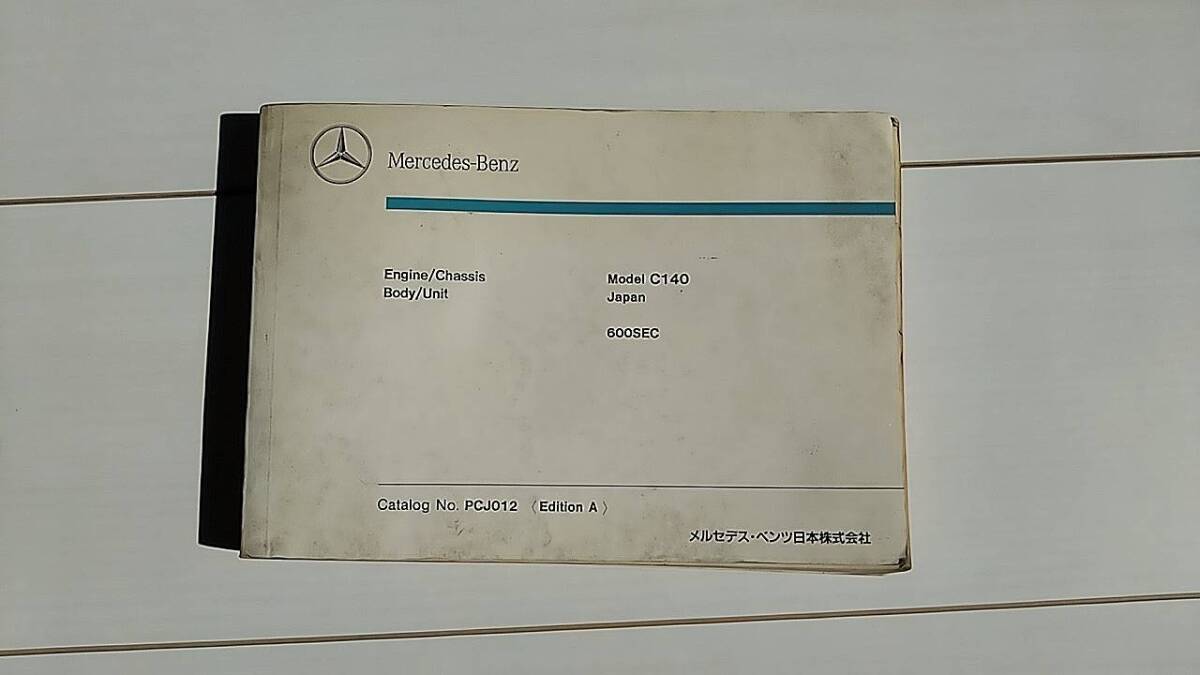 Mercedes-Benz
Engine/Chassis
Body/Unit
Model C140
Japan
600SEC
Catalog No. PCJ012 〈Edition A〉
メルセデス・ベンツ日本株式会社